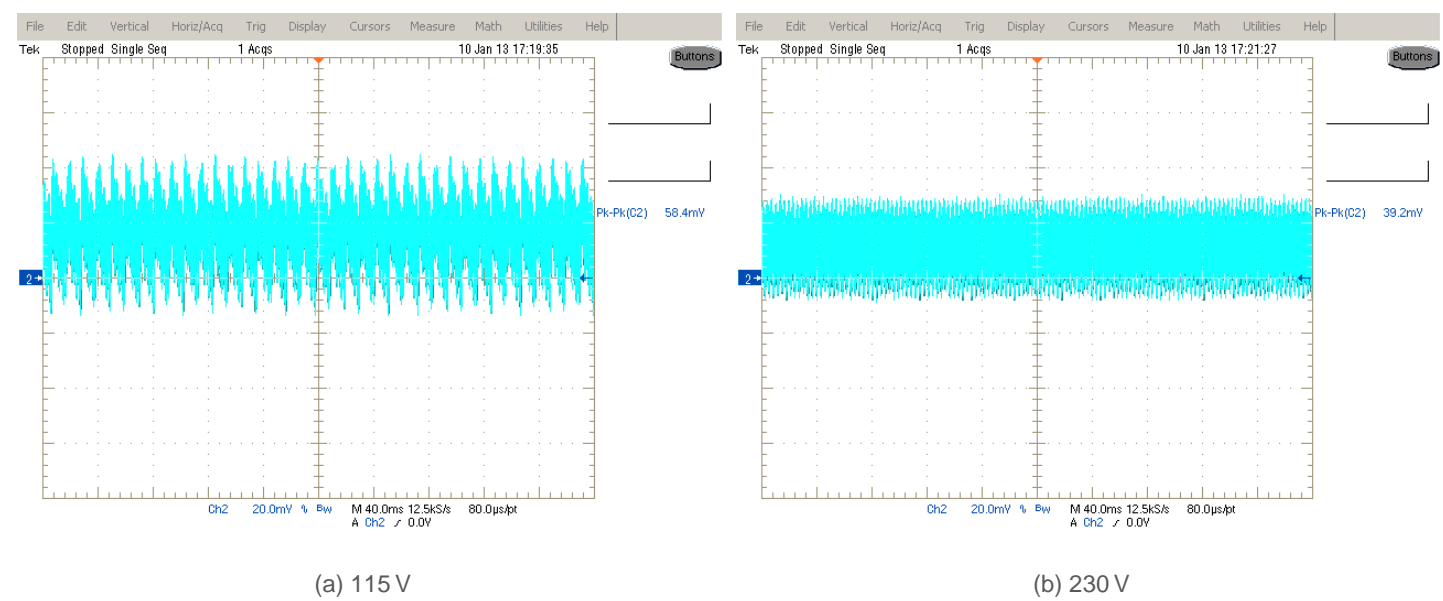 File Edit Vertical Horiz/Acq Trig Display Cursors Measure Math Utilities Help
Tek Stopped Single Seq 1 Acqs 10 Jan 13 17:19:35
Buttons
Pk-Pk(C2) 58.4mV
2
Ch2 20.0mV ∿ Bw M 40.0ms 12.5kS/s 80.0µs/pt
A Ch2 ∕ 0.0V
(a) 115 V
File Edit Vertical Horiz/Acq Trig Display Cursors Measure Math Utilities Help
Tek Stopped Single Seq 1 Acqs 10 Jan 13 17:21:27
Buttons
Pk-Pk(C2) 39.2mV
2
Ch2 20.0mV ∿ Bw M 40.0ms 12.5kS/s 80.0µs/pt
A Ch2 ∕ 0.0V
(b) 230 V